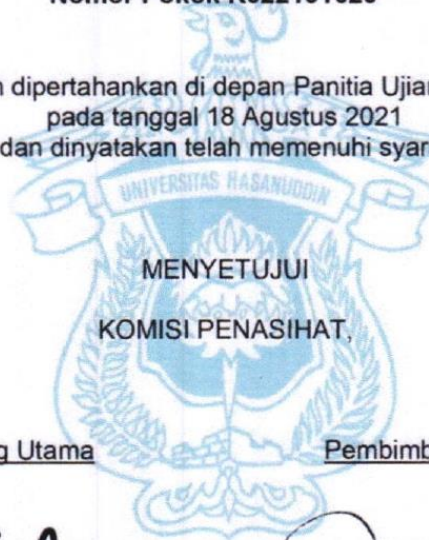 n dipertahankan di depan Panitia Ujian
pada tanggal 18 Agustus 2021
dan dinyatakan telah memenuhi syar
UNIVERSITAS HASANUDDIN
MENYETUJUI
KOMISI PENASIHAT,
g Utama Pembimb